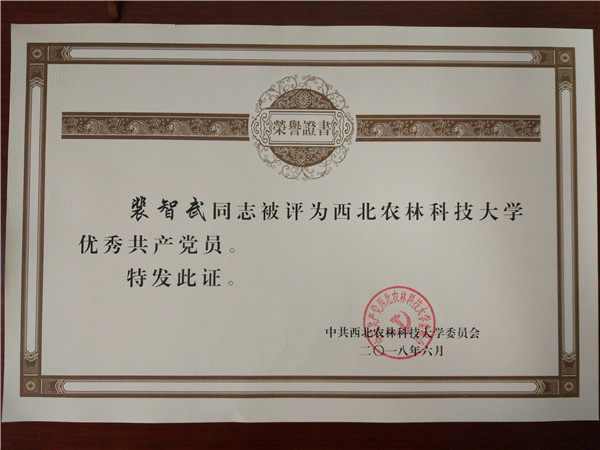 榮譽證書
裴智武同志被评为西北农林科技大学
优秀共产党员。
特发此证。
中共西北农林科技大学委员会
二〇一八年六月